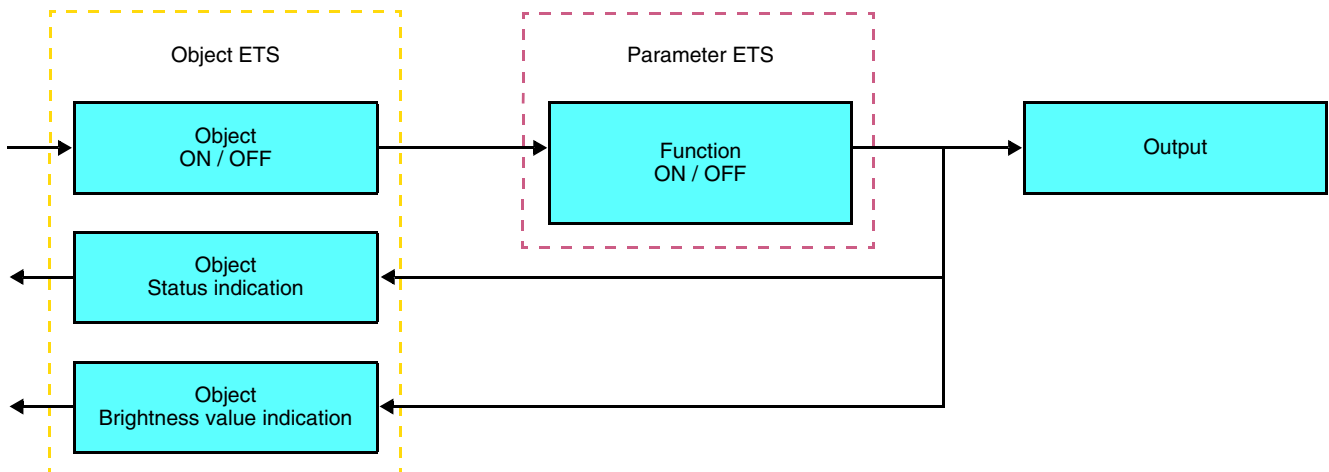 Object ETS
Parameter ETS
Object
ON / OFF
Function
ON / OFF
Output
Object
Status indication
Object
Brightness value indication